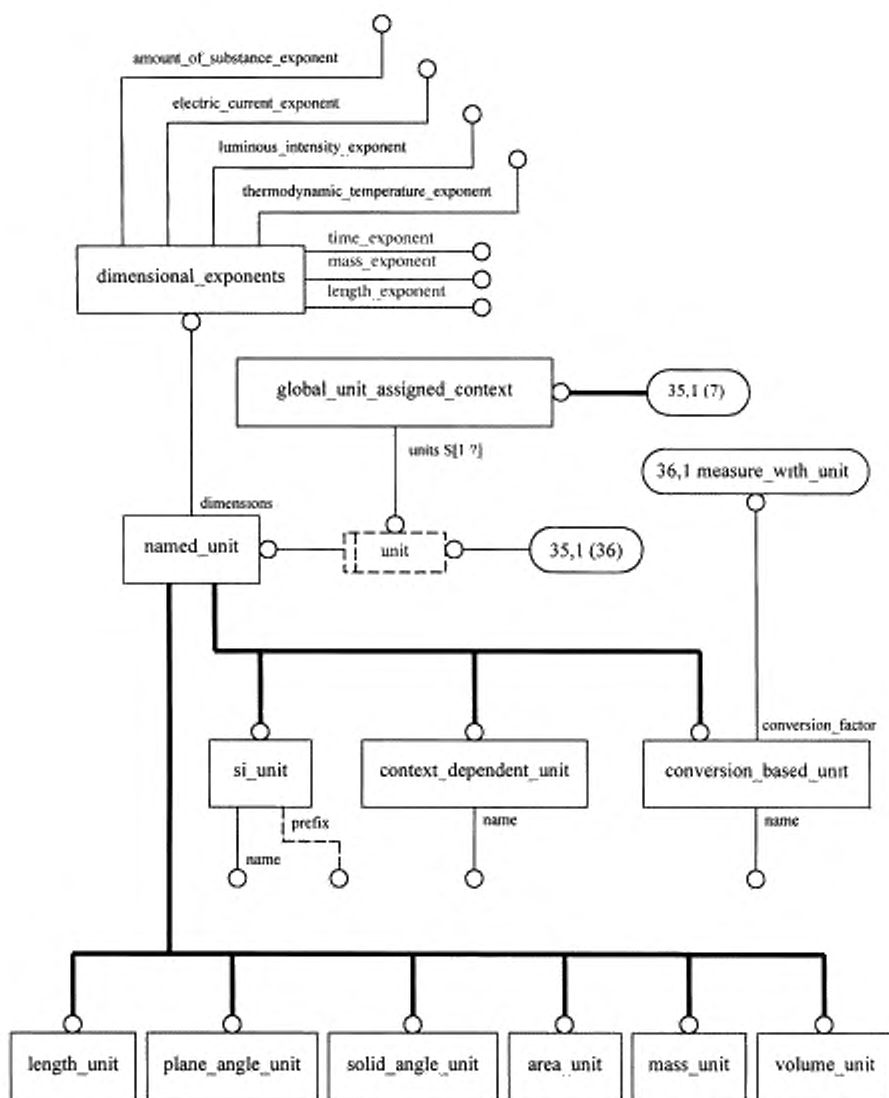 amount_of_substance_exponent
electric_current_exponent
luminous_intensity_exponent
thermodynamic_temperature_exponent
time_exponent
mass_exponent
length_exponent
dimensional_exponents
global_unit_assigned_context
35,1 (7)
units S[1 ?]
36,1 measure_with_unit
dimensions
named_unit
unit
35,1 (36)
conversion_factor
si_unit
context_dependent_unit
conversion_based_unit
prefix
name
name
name
length_unit
plane_angle_unit
solid_angle_unit
area_unit
mass_unit
volume_unit